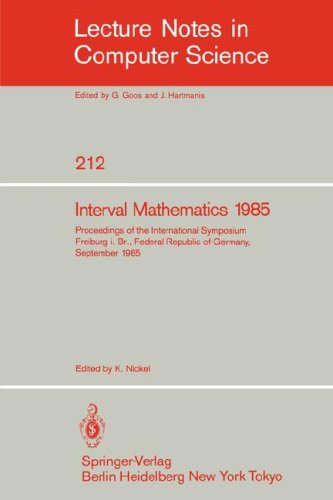 Lecture Notes in
Computer Science
Edited by G. Goos and J. Hartmanis
212
Interval Mathematics 1985
Proceedings of the International Symposium
Freiburg i. Br., Federal Republic of Germany,
September 1985
Edited by K. Nickel
Springer-Verlag
Berlin Heidelberg New York Tokyo